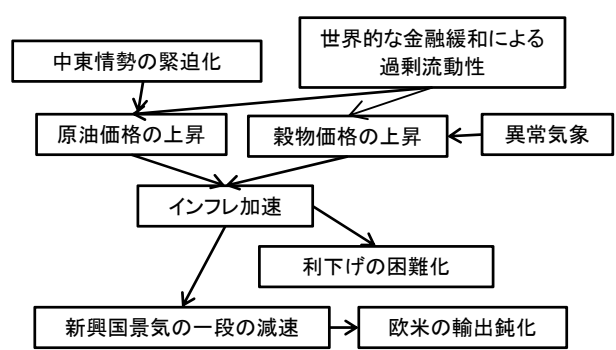 世界的な金融緩和による
過剰流動性
中東情勢の緊迫化
原油価格の上昇
穀物価格の上昇
異常気象
インフレ加速
利下げの困難化
新興国景気の一段の減速
欧米の輸出鈍化